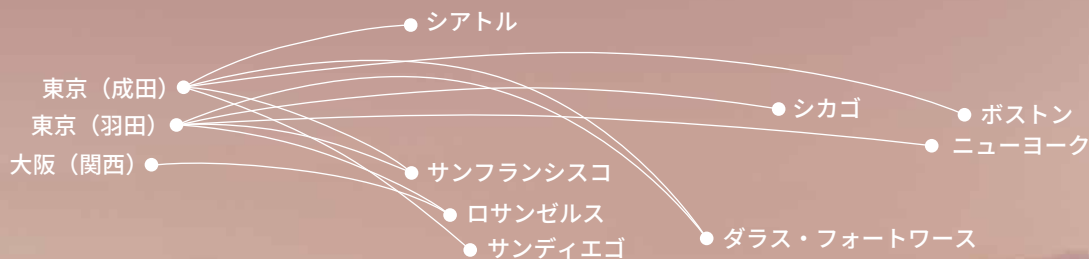 シアトル
東京（成田）
シカゴ
ボストン
東京（羽田）
ニューヨーク
大阪（関西）
サンフランシスコ
ロサンゼルス
ダラス・フォートワース
サンディエゴ